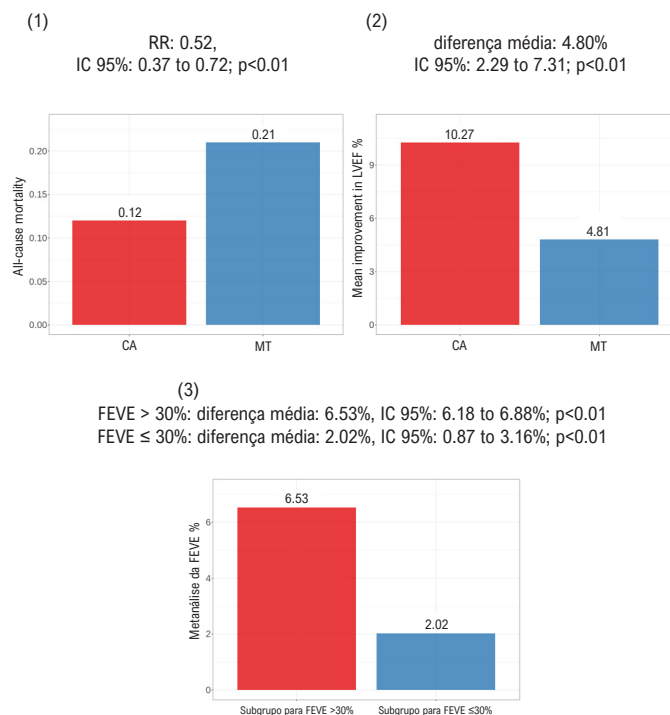 (1)
RR: 0.52,
IC 95%: 0.37 to 0.72; p<0.01
All-cause mortality
0.20
0.15
0.10
0.05
0.00
0.12
0.21
CA
MT
(2)
diferença média: 4.80%
IC 95%: 2.29 to 7.31; p<0.01
Mean improvement in LVEF %
9
6
3
0
10.27
4.81
CA
MT
(3)
FEVE > 30%: diferença média: 6.53%, IC 95%: 6.18 to 6.88%; p<0.01
FEVE ≤ 30%: diferença média: 2.02%, IC 95%: 0.87 to 3.16%; p<0.01
Metanálise da FEVE %
6
4
2
0
6.53
2.02
Subgrupo para FEVE >30%
Subgrupo para FEVE ≤30%